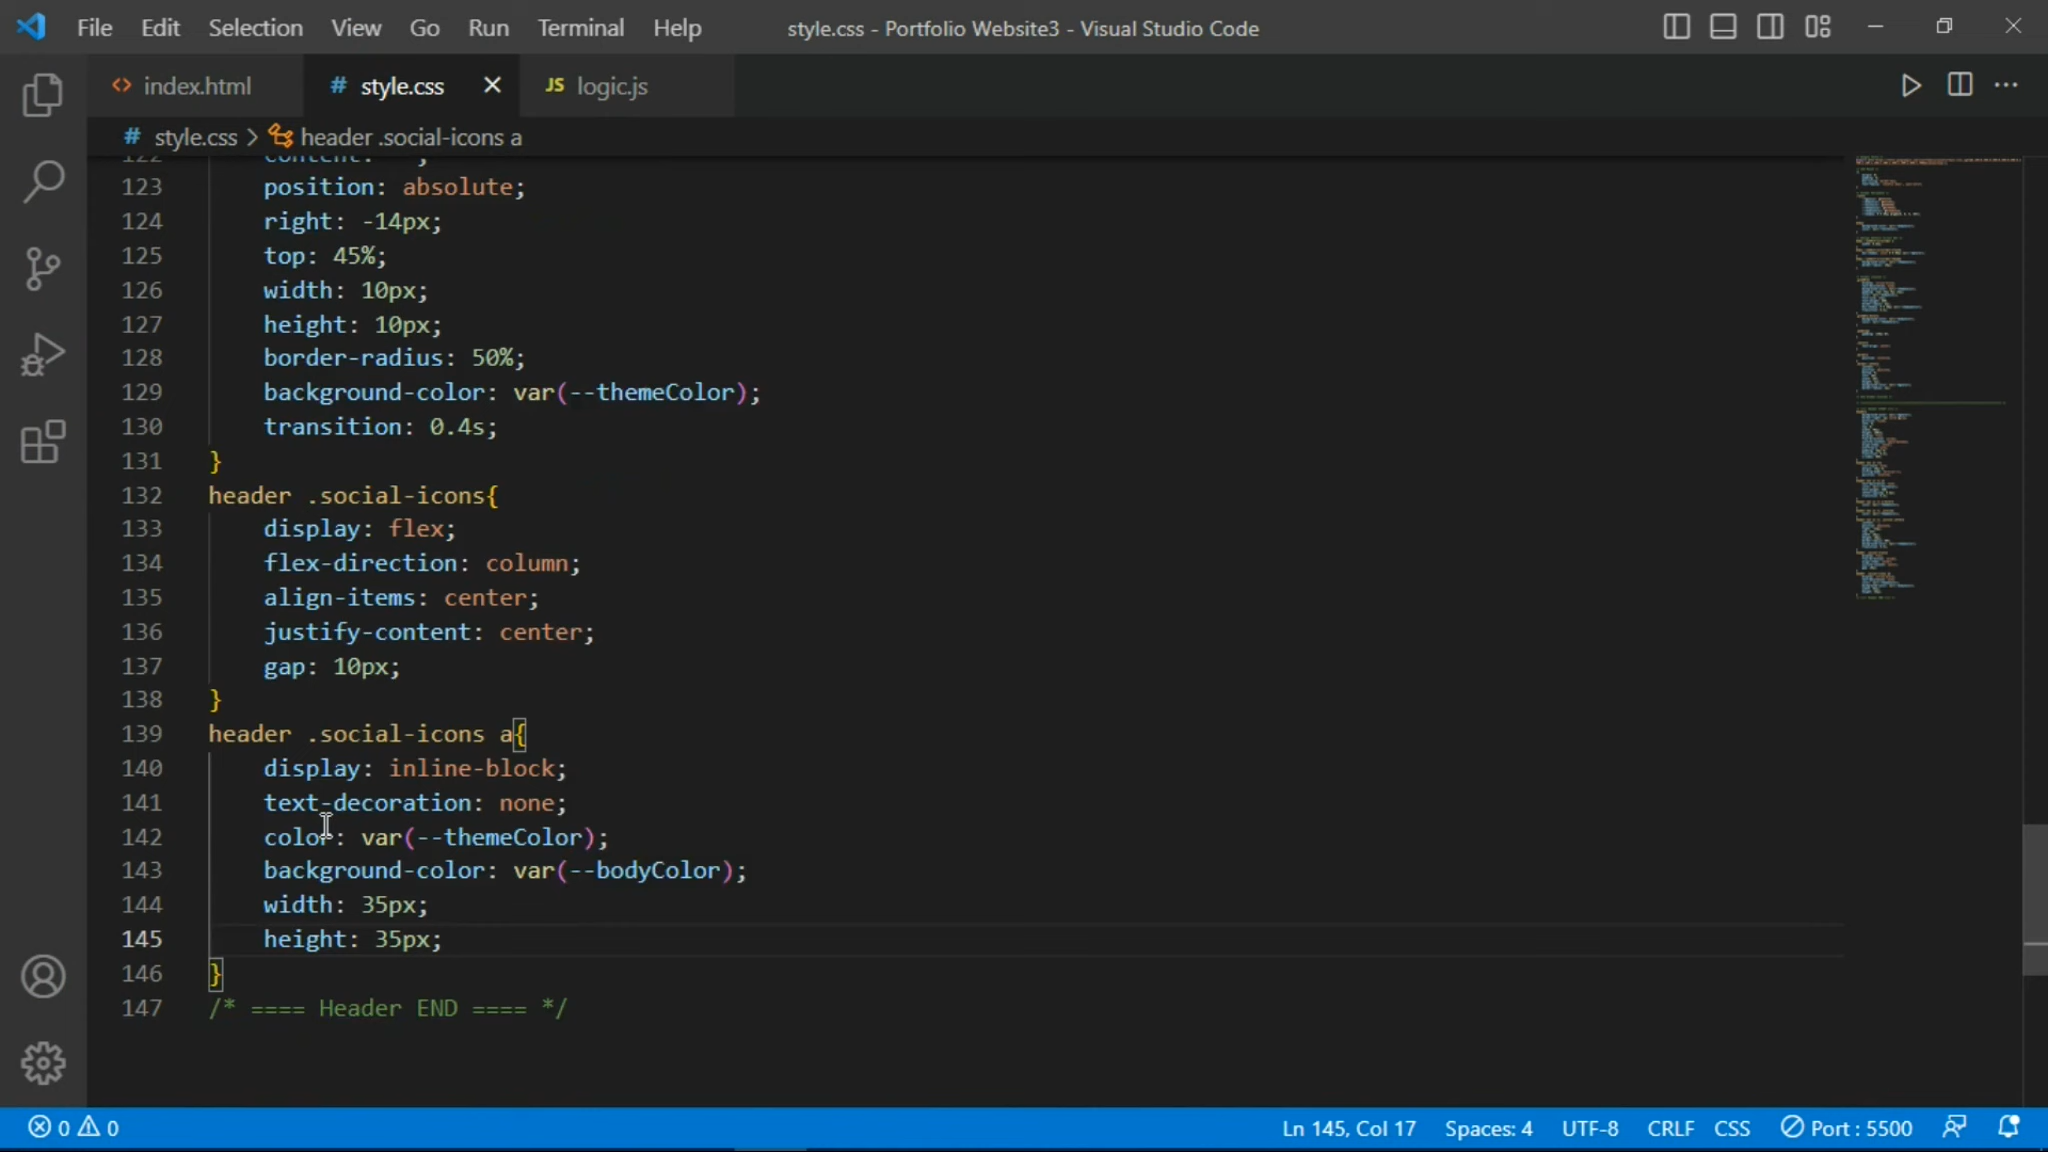 File Edit Selection View Go Run Terminal Help style.css - Portfolio Website3 - Visual Studio Code
<> index.html # style.css JS logic.js
# style.css > header .social-icons a
122 content: ;
123 position: absolute;
124 right: -14px;
125 top: 45%;
126 width: 10px;
127 height: 10px;
128 border-radius: 50%;
129 background-color: var(--themeColor);
130 transition: 0.4s;
131 }
132 header .social-icons{
133 display: flex;
134 flex-direction: column;
135 align-items: center;
136 justify-content: center;
137 gap: 10px;
138 }
139 header .social-icons a{
140 display: inline-block;
141 text-decoration: none;
142 color: var(--themeColor);
143 background-color: var(--bodyColor);
144 width: 35px;
145 height: 35px;
146 }
147 /* ==== Header END ==== */
0 0 Ln 145, Col 17 Spaces: 4 UTF-8 CRLF CSS Port : 5500